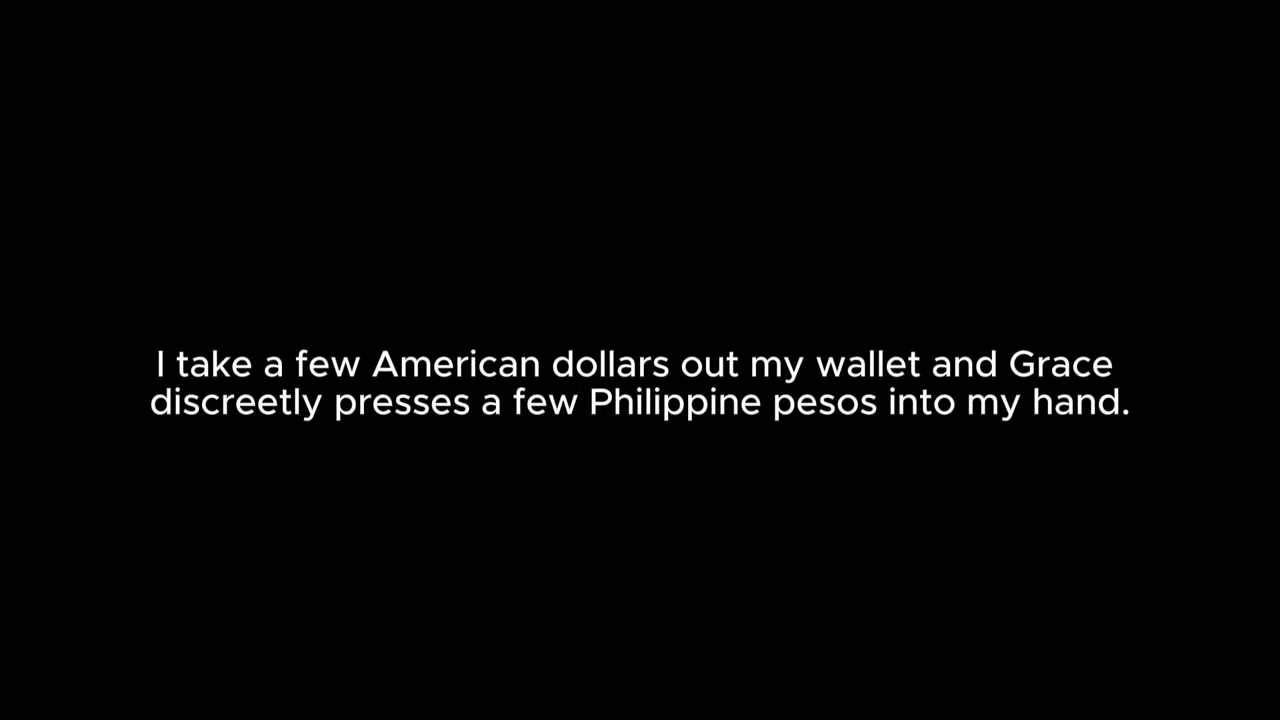 I take a few American dollars out my wallet and Grace
discreetly presses a few Philippine pesos into my hand.